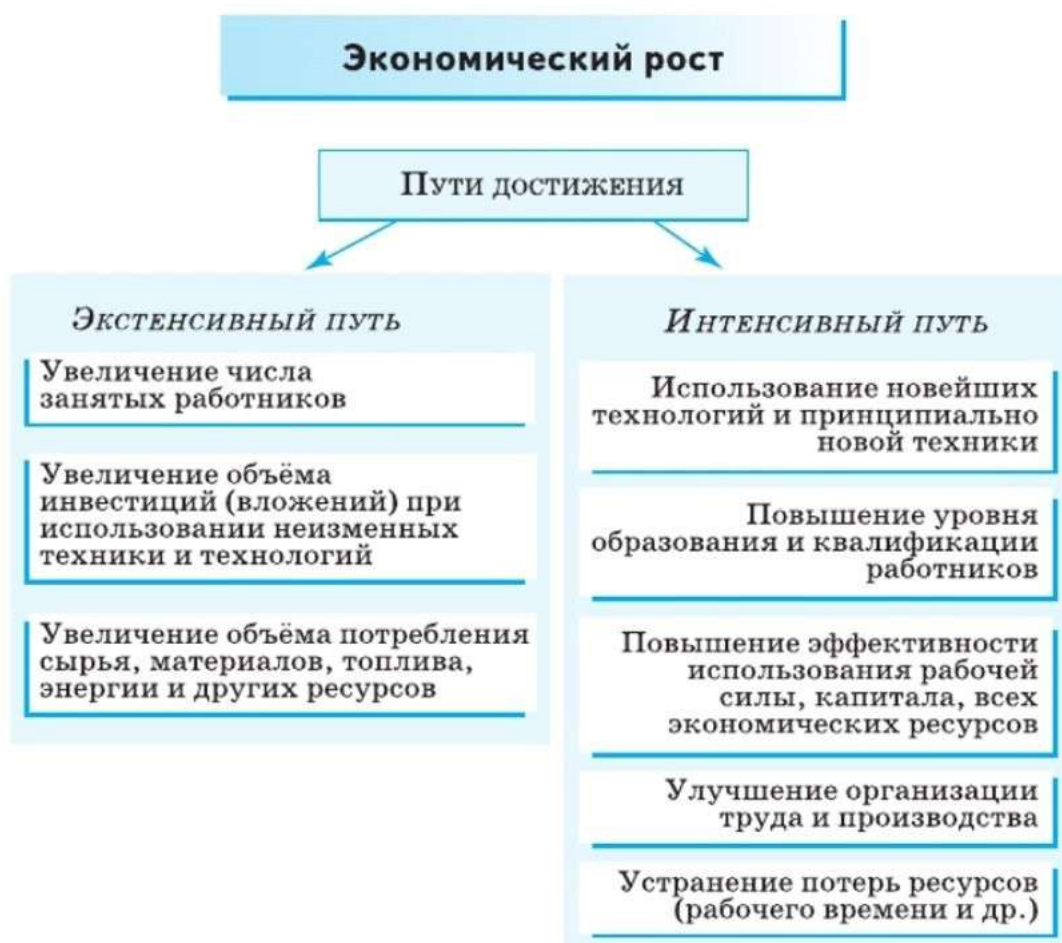 Экономический рост
Пути достижения
Экстенсивный путь
Увеличение числа
занятых работников
Увеличение объёма
инвестиций (вложений) при
использовании неизменных
техники и технологий
Увеличение объёма потребления
сырья, материалов, топлива,
энергии и других ресурсов
Интенсивный путь
Использование новейших
технологий и принципиально
новой техники
Повышение уровня
образования и квалификации
работников
Повышение эффективности
использования рабочей
силы, капитала, всех
экономических ресурсов
Улучшение организации
труда и производства
Устранение потерь ресурсов
(рабочего времени и др.)